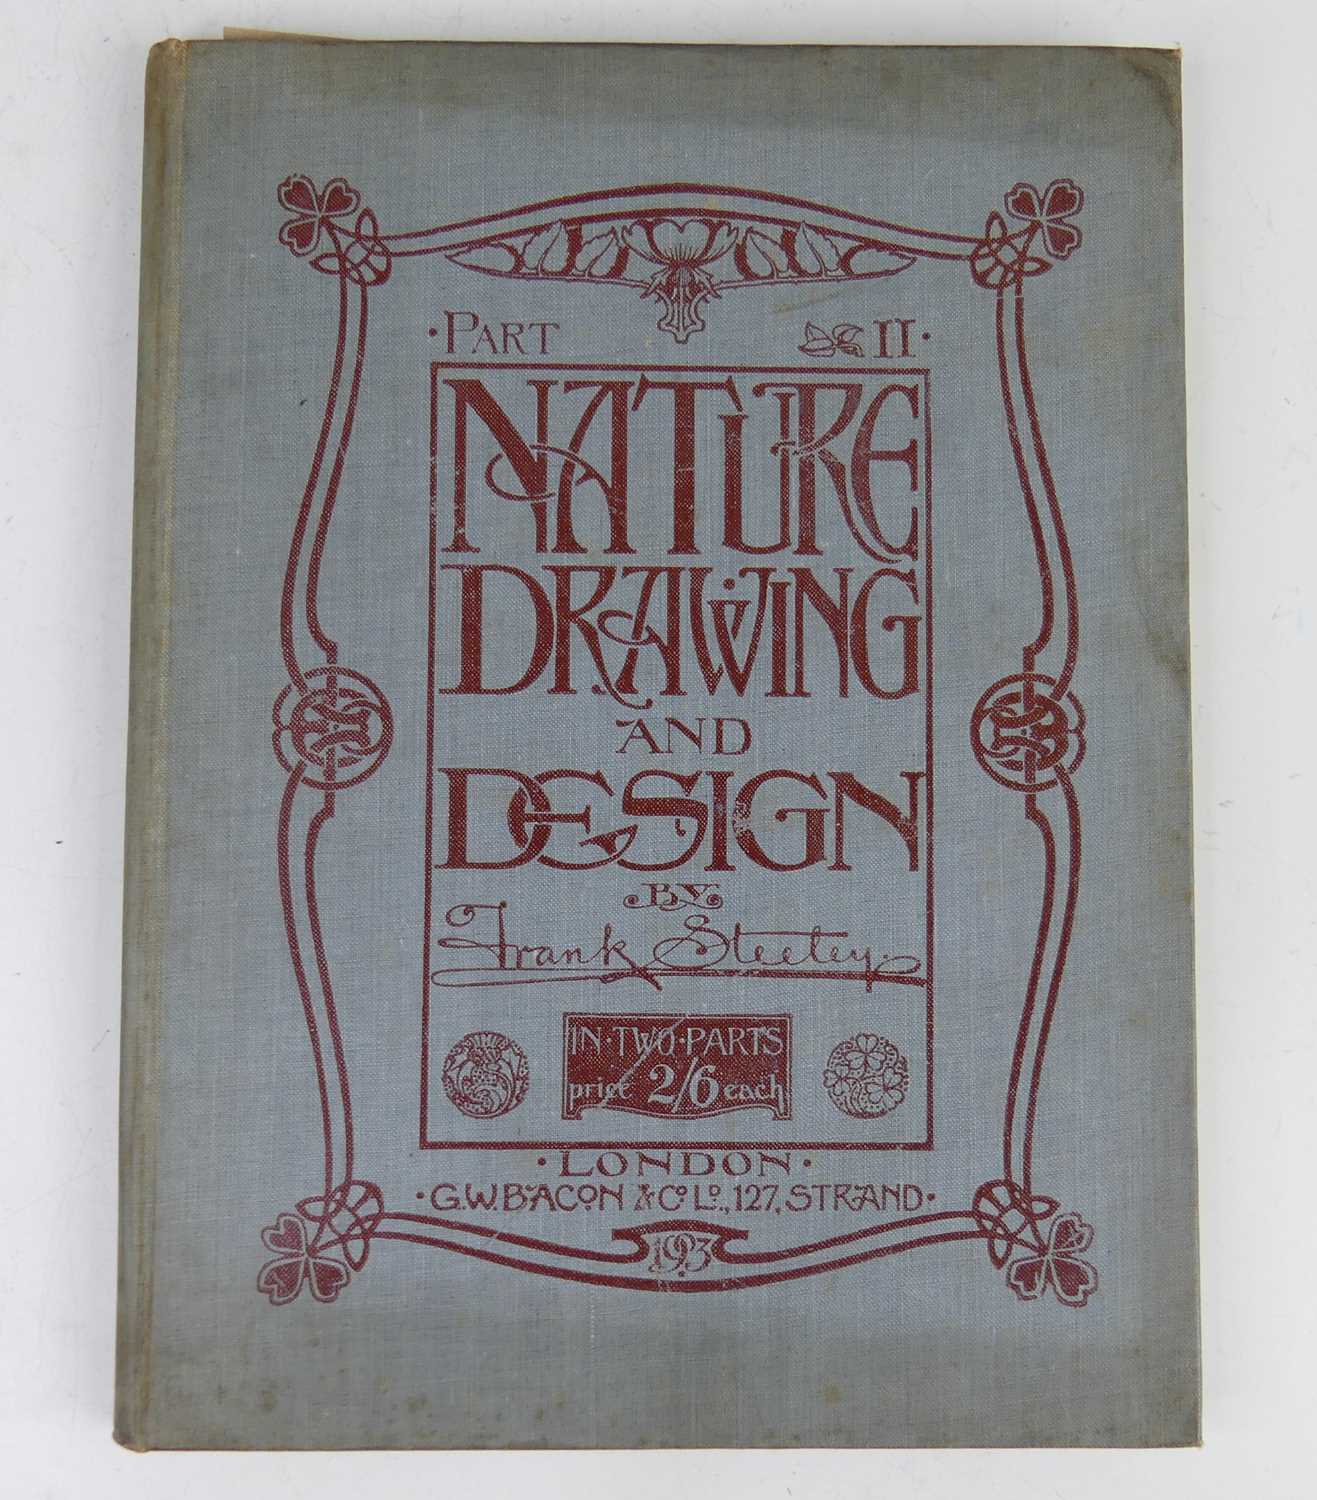 ·PART II·
NATURE
DRAWING
AND
DESIGN
BY
Frank Steeley.
IN·TWO·PARTS
price 2/6 each
·LONDON·
·G.W.BACON & Co LD., 127, STRAND·
1903